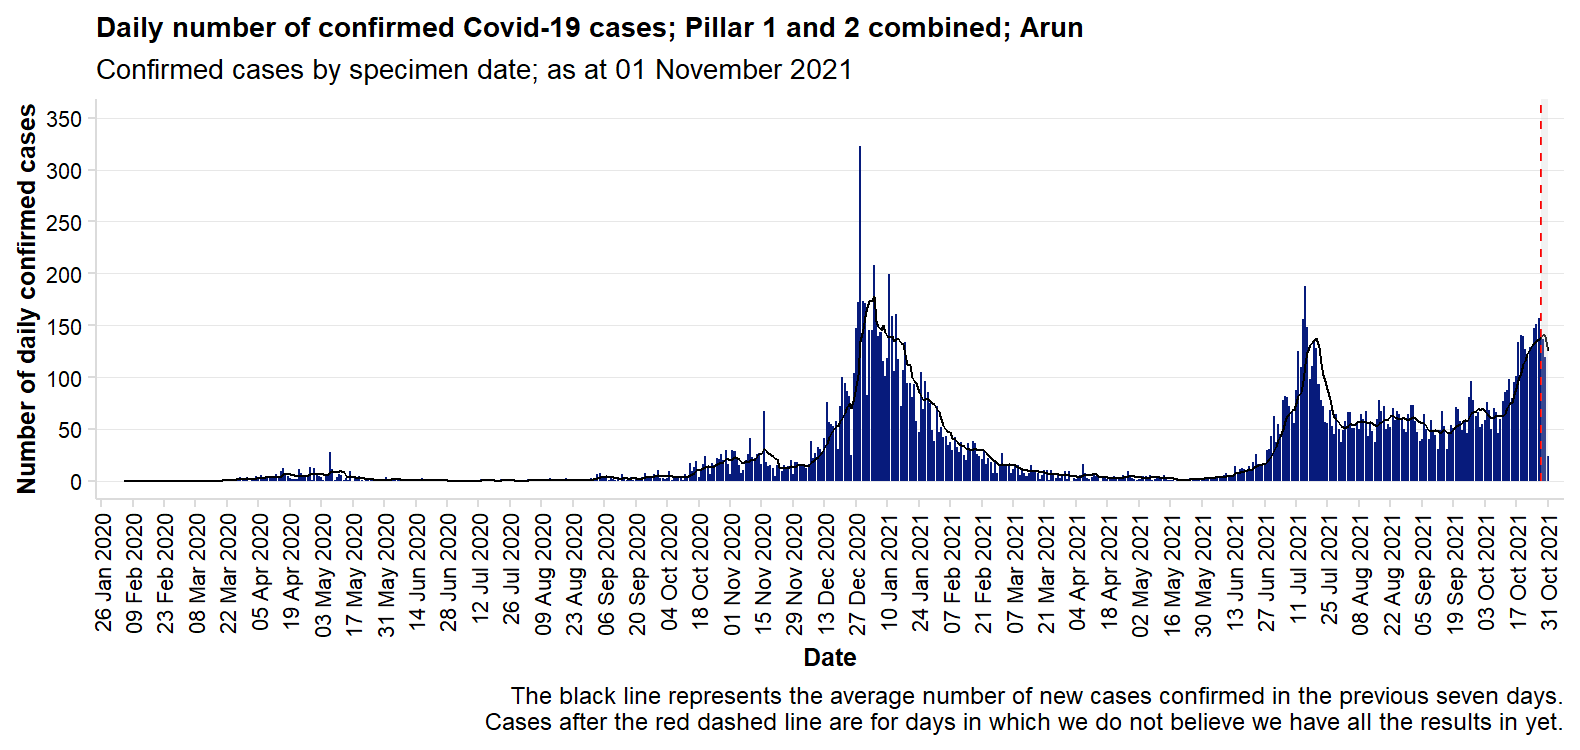 Daily number of confirmed Covid-19 cases; Pillar 1 and 2 combined; Arun
Confirmed cases by specimen date; as at 01 November 2021
Number of daily confirmed cases
350
300
250
200
150
100
50
0
26 Jan 2020
09 Feb 2020
23 Feb 2020
08 Mar 2020
22 Mar 2020
05 Apr 2020
19 Apr 2020
03 May 2020
17 May 2020
31 May 2020
14 Jun 2020
28 Jun 2020
12 Jul 2020
26 Jul 2020
09 Aug 2020
23 Aug 2020
06 Sep 2020
20 Sep 2020
04 Oct 2020
18 Oct 2020
01 Nov 2020
15 Nov 2020
29 Nov 2020
13 Dec 2020
27 Dec 2020
10 Jan 2021
24 Jan 2021
07 Feb 2021
21 Feb 2021
07 Mar 2021
21 Mar 2021
04 Apr 2021
18 Apr 2021
02 May 2021
16 May 2021
30 May 2021
13 Jun 2021
27 Jun 2021
11 Jul 2021
25 Jul 2021
08 Aug 2021
22 Aug 2021
05 Sep 2021
19 Sep 2021
03 Oct 2021
17 Oct 2021
31 Oct 2021
Date
The black line represents the average number of new cases confirmed in the previous seven days.
Cases after the red dashed line are for days in which we do not believe we have all the results in yet.